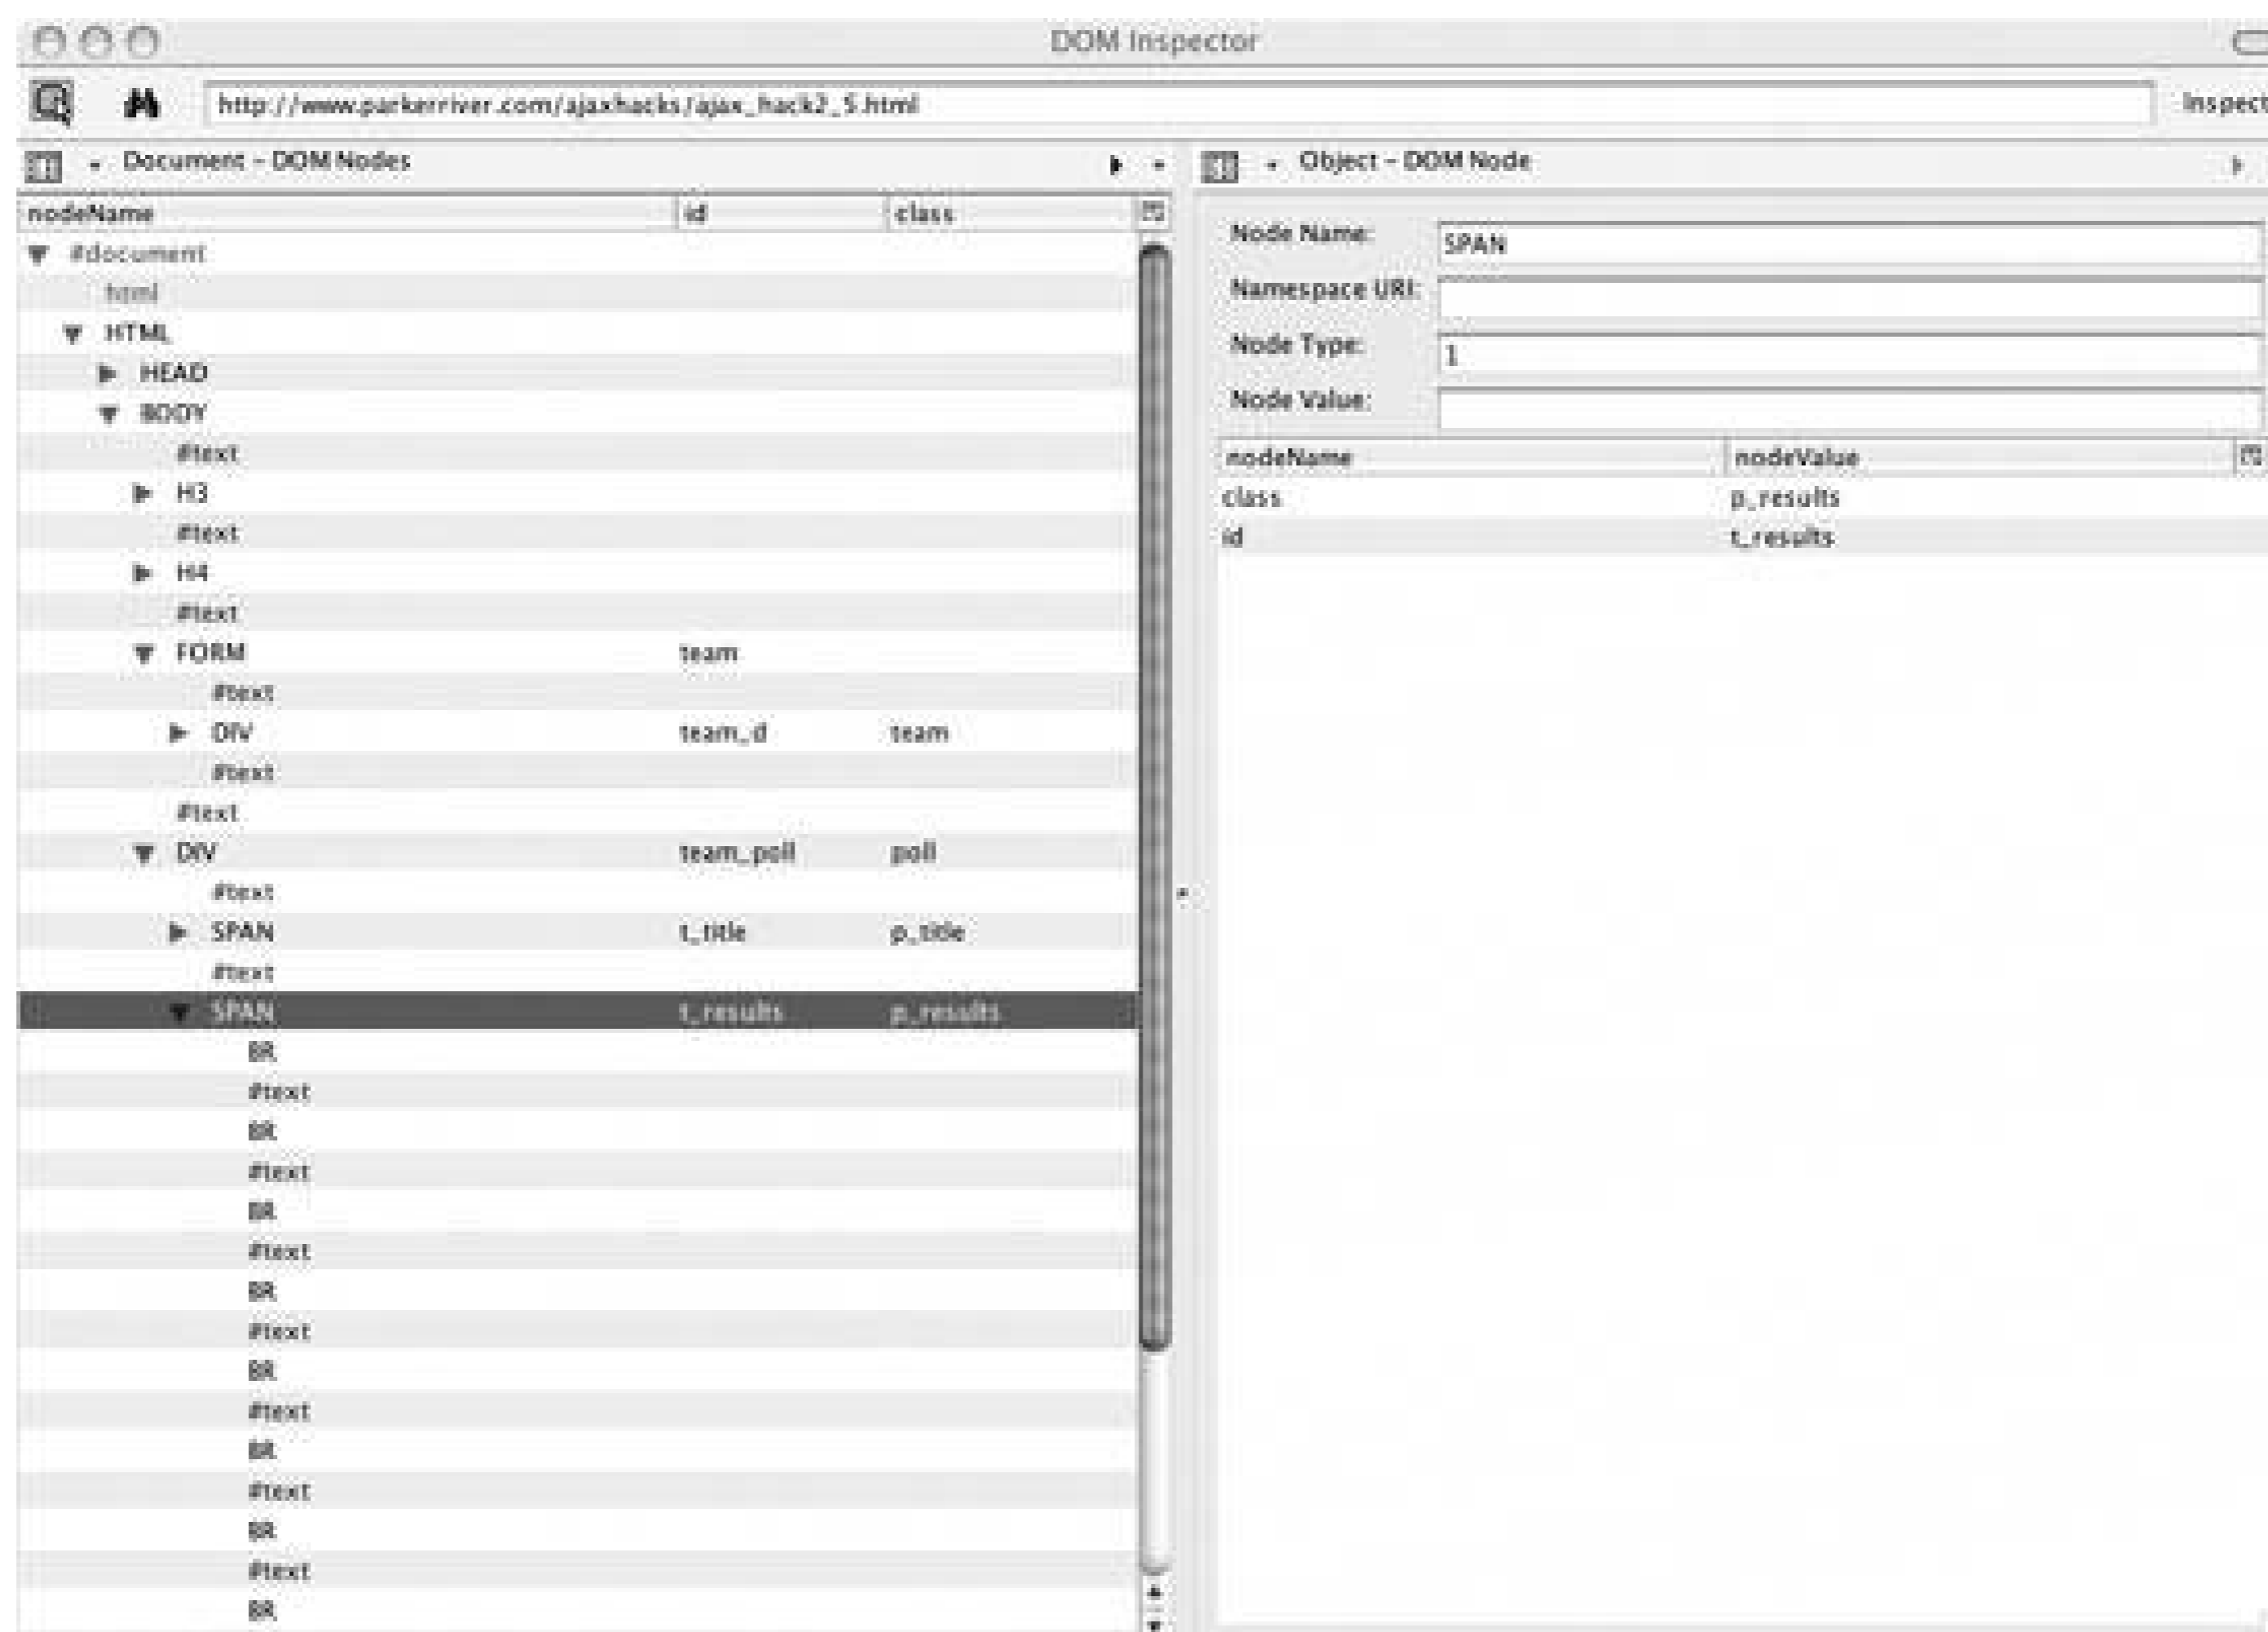 DOM Inspector
http://www.parkerriver.com/ajaxhacks/ajax_hack2_5.html
Document - DOM Nodes
nodeName id class
#document
html
HTML
HEAD
BODY
#text
H3
#text
H4
#text
FORM team
#text
DIV team_d team
#text
#text
DIV team_poll poll
#text
SPAN t_title p_title
#text
SPAN t_results p_results
BR
#text
BR
#text
BR
#text
BR
#text
BR
#text
BR
#text
BR
#text
BR
Inspect
Object - DOM Node
Node Name: SPAN
Namespace URI:
Node Type: 1
Node Value:
nodeName nodeValue
class p_results
id t_results